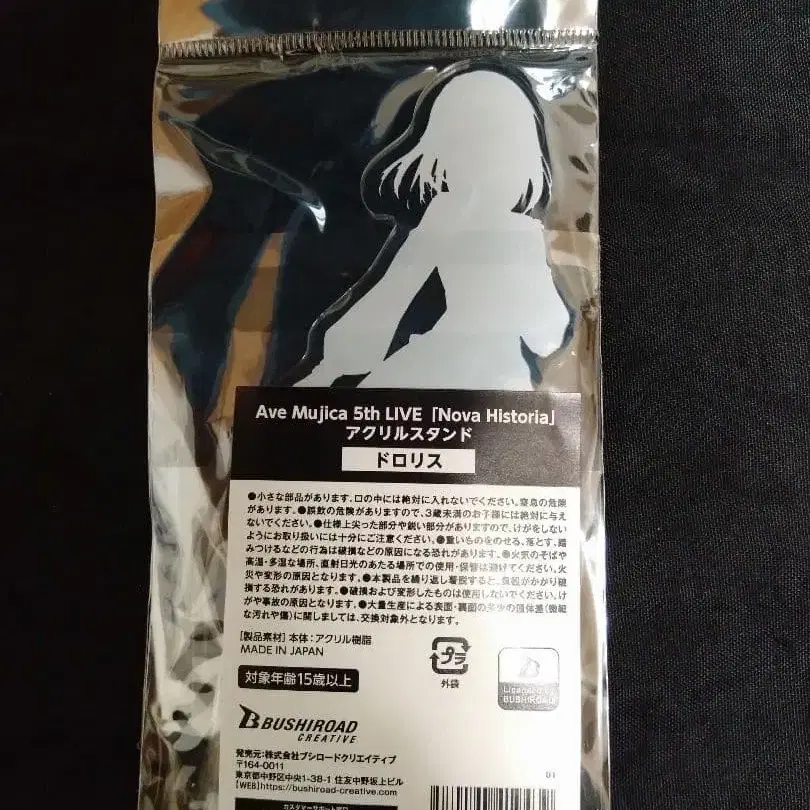 Ave Mujica 5th LIVE「Nova Historia」
アクリルスタンド
ドロリス
●小さな部品があります。口の中には絶対に入れないでください。窒息の危険
があります。●誤飲の危険がありますので、3歳未満のお子様には絶対に与え
ないでください。●仕様上尖った部分や鋭い部分がありますので、けがをしない
ようにお取り扱いには十分にご注意ください。●重いものをのせる、落とす、踏
みつけるなどの行為は破損などの原因になる恐れがあります。●火気のそばや
高温・多湿な場所、直射日光のあたる場所での使用・保管は避けてください。火
災や変形の原因となります。●本製品を繰り返し着脱すると、負担がかかり破
損する恐れがあります。●破損および変形したものは使用しないでください。け
がや事故の原因となります。●大量生産による表面・裏面の多少の個体差(微細
な汚れや傷)に関しましては、交換対象外となります。
[製品素材]本体:アクリル樹脂
MADE IN JAPAN
プラ
外袋
Licensed by
BUSHIROAD
対象年齢15歳以上
BUSHIROAD
CREATIVE
発売元:株式会社ブシロードクリエイティブ
〒164-0011
東京都中野区中央1-38-1 住友中野坂上ビル
[WEB]https://bushiroad-creative.com
01
カスタマーサポート窓口